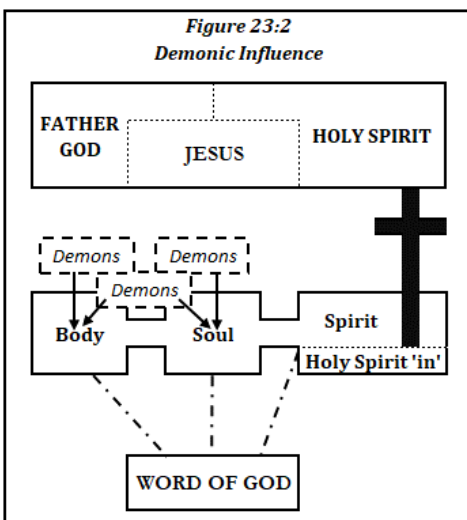 Figure 23:2
Demonic Influence
FATHER
GOD
JESUS
HOLY SPIRIT
Demons
Demons
Demons
Body
Soul
Spirit
Holy Spirit 'in'
WORD OF GOD